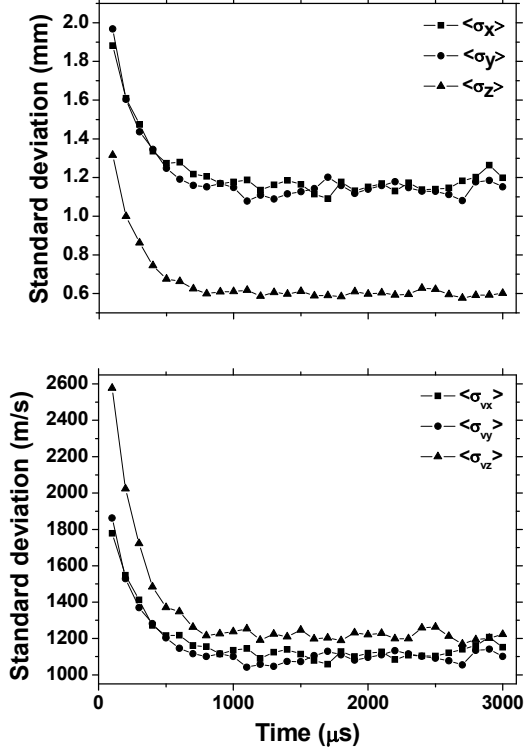 Standard deviation (mm)
2.0
1.8
1.6
1.4
1.2
1.0
0.8
0.6
<σx>
<σy>
<σz>
Standard deviation (m/s)
2600
2400
2200
2000
1800
1600
1400
1200
1000
<σvx>
<σvy>
<σvz>
0 1000 2000 3000
Time (μs)